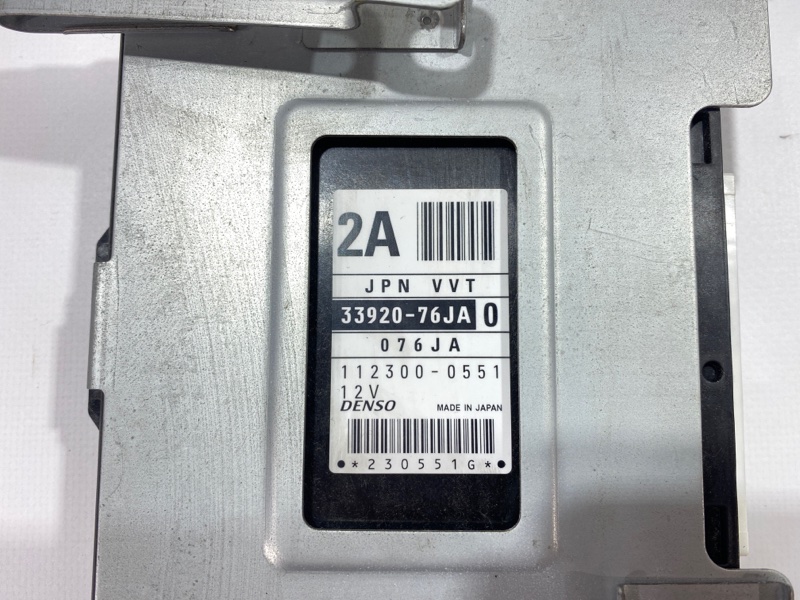 2A
JPN VVT
33920-76JA 0
076JA
112300-0551
12V
DENSO MADE IN JAPAN
*230551G*